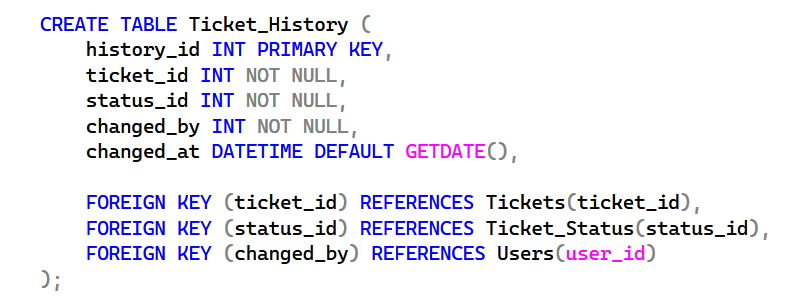 CREATE TABLE Ticket_History (
    history_id INT PRIMARY KEY,
    ticket_id INT NOT NULL,
    status_id INT NOT NULL,
    changed_by INT NOT NULL,
    changed_at DATETIME DEFAULT GETDATE(),

    FOREIGN KEY (ticket_id) REFERENCES Tickets(ticket_id),
    FOREIGN KEY (status_id) REFERENCES Ticket_Status(status_id),
    FOREIGN KEY (changed_by) REFERENCES Users(user_id)
);